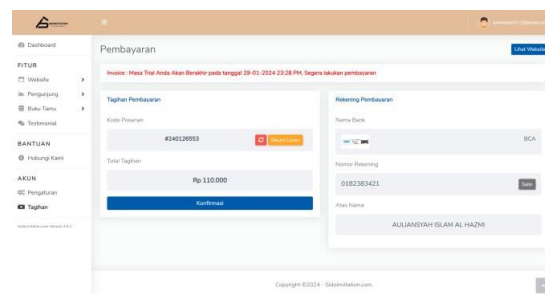 Dashboard
FITUR
Website
Pengunjung
Buku Tamu
Testimonial
BANTUAN
Hubungi Kami
AKUN
Pengaturan
Tagihan
Pembayaran
Lihat Website
Invoice : Masa Trial Anda Akan Berakhir pada tanggal 29-01-2024 23:28 PM, Segera lakukan pembayaran
Tagihan Pembayaran
Kode Pesanan
#240126553
Belum Lunas
Total Tagihan
Rp 110.000
Konfirmasi
Rekening Pembayaran
Nama Bank
BCA
Nomor Rekening
0182383421
Salin
Atas Nama
AULIANSYAH ISLAM AL HAZMI
Copyright ©2024 - Sidoinvitation.com